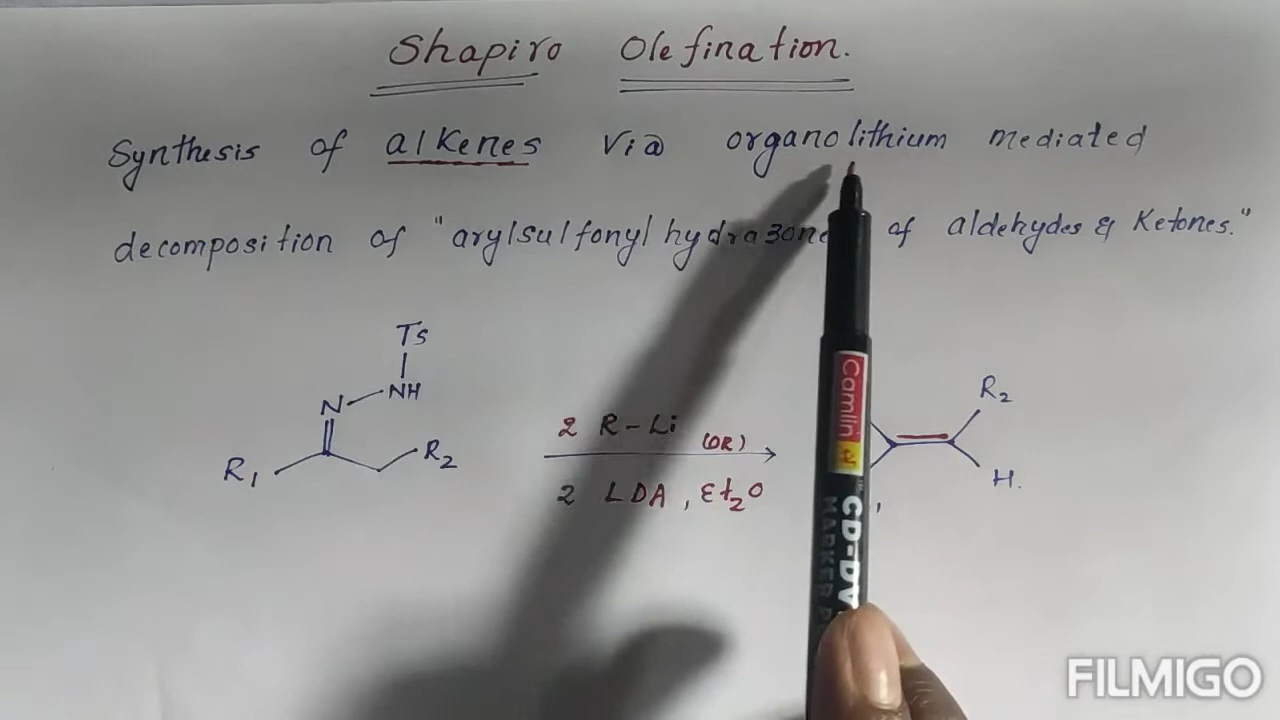 Shapiro Olefination.
Synthesis of alkenes via organolithium mediated
decomposition of "arylsulfonyl hydrazone of aldehydes & Ketones."
Ts
NH
N
R1
R2
2 R-Li (OR)
2 LDA, Et2O
R2
H.
Camlin
CD-DV
MARKER P
FILMIGO